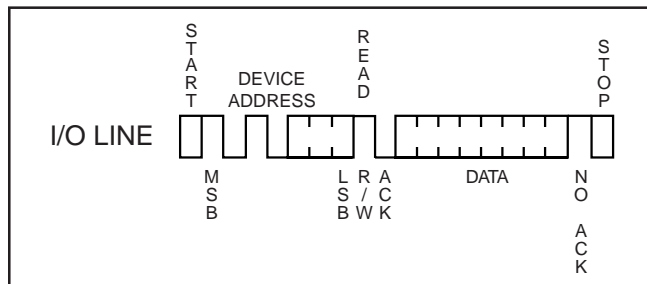 START
DEVICE
ADDRESS
READ
STOP
I/O LINE
MSB
LSB
R/W
ACK
DATA
NO ACK